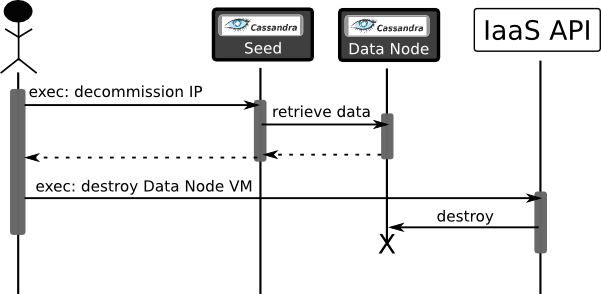 Cassandra
Seed
Cassandra
Data Node
IaaS API
exec: decommission IP
retrieve data
exec: destroy Data Node VM
destroy
X